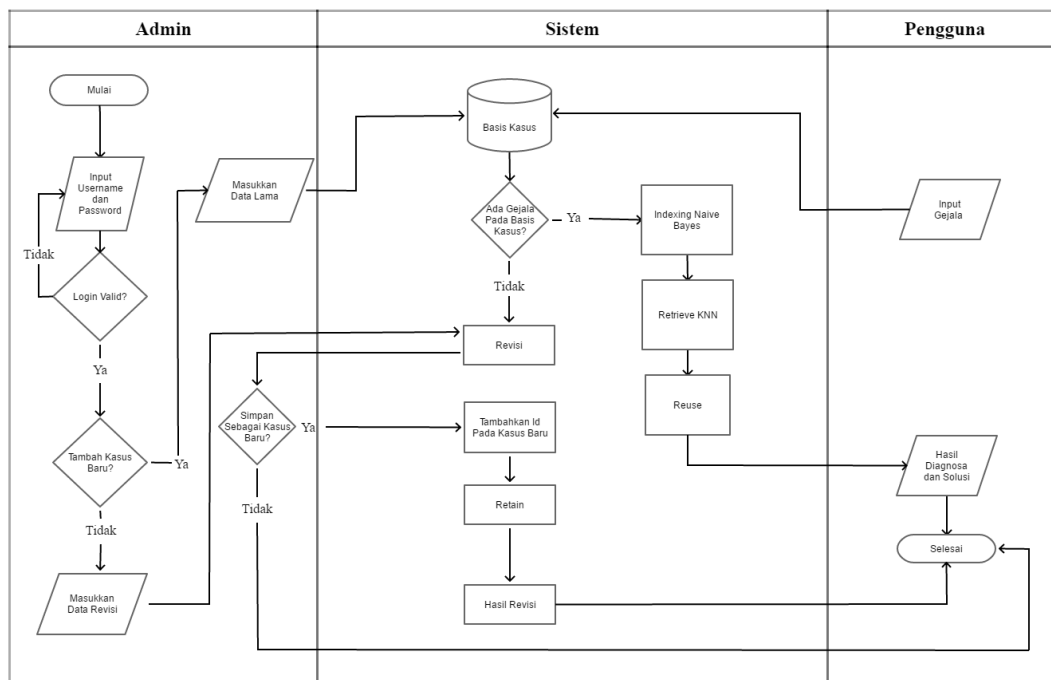 Admin
Sistem
Pengguna
Mulai
Input
Username
dan
Password
Tidak
Login Valid?
Ya
Tambah Kasus
Baru?
Ya
Tidak
Masukkan
Data Revisi
Masukkan
Data Lama
Simpan
Sebagai Kasus
Baru?
Ya
Tidak
Basis Kasus
Ada Gejala
Pada Basis
Kasus?
Ya
Tidak
Revisi
Tambahkan Id
Pada Kasus Baru
Retain
Hasil Revisi
Indexing Naive
Bayes
Retrieve KNN
Reuse
Input
Gejala
Hasil
Diagnosa
dan Solusi
Selesai